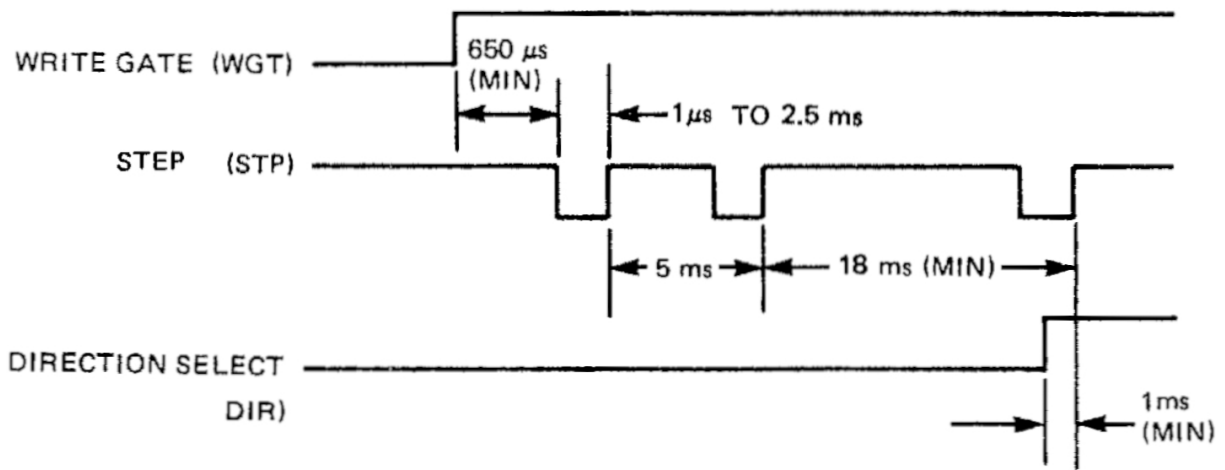 650 μs
WRITE GATE (WGT)
(MIN)
1μs TO 2.5 ms
STEP (STP)
5 ms
18 ms (MIN)
DIRECTION SELECT
DIR)
1ms
(MIN)